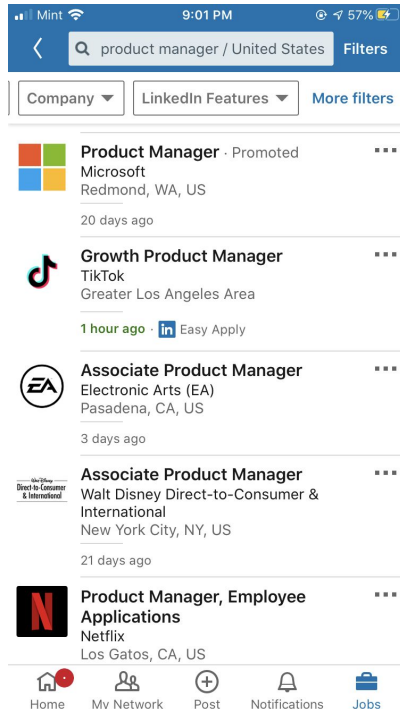 Mint 9:01 PM 57%
product manager / United States Filters
Company LinkedIn Features More filters
Product Manager · Promoted
Microsoft
Redmond, WA, US
20 days ago
Growth Product Manager
TikTok
Greater Los Angeles Area
1 hour ago · in Easy Apply
EA
Associate Product Manager
Electronic Arts (EA)
Pasadena, CA, US
3 days ago
Walt Disney
Direct-to-Consumer
& International
Associate Product Manager
Walt Disney Direct-to-Consumer &
International
New York City, NY, US
21 days ago
N
Product Manager, Employee
Applications
Netflix
Los Gatos, CA, US
Home My Network Post Notifications Jobs